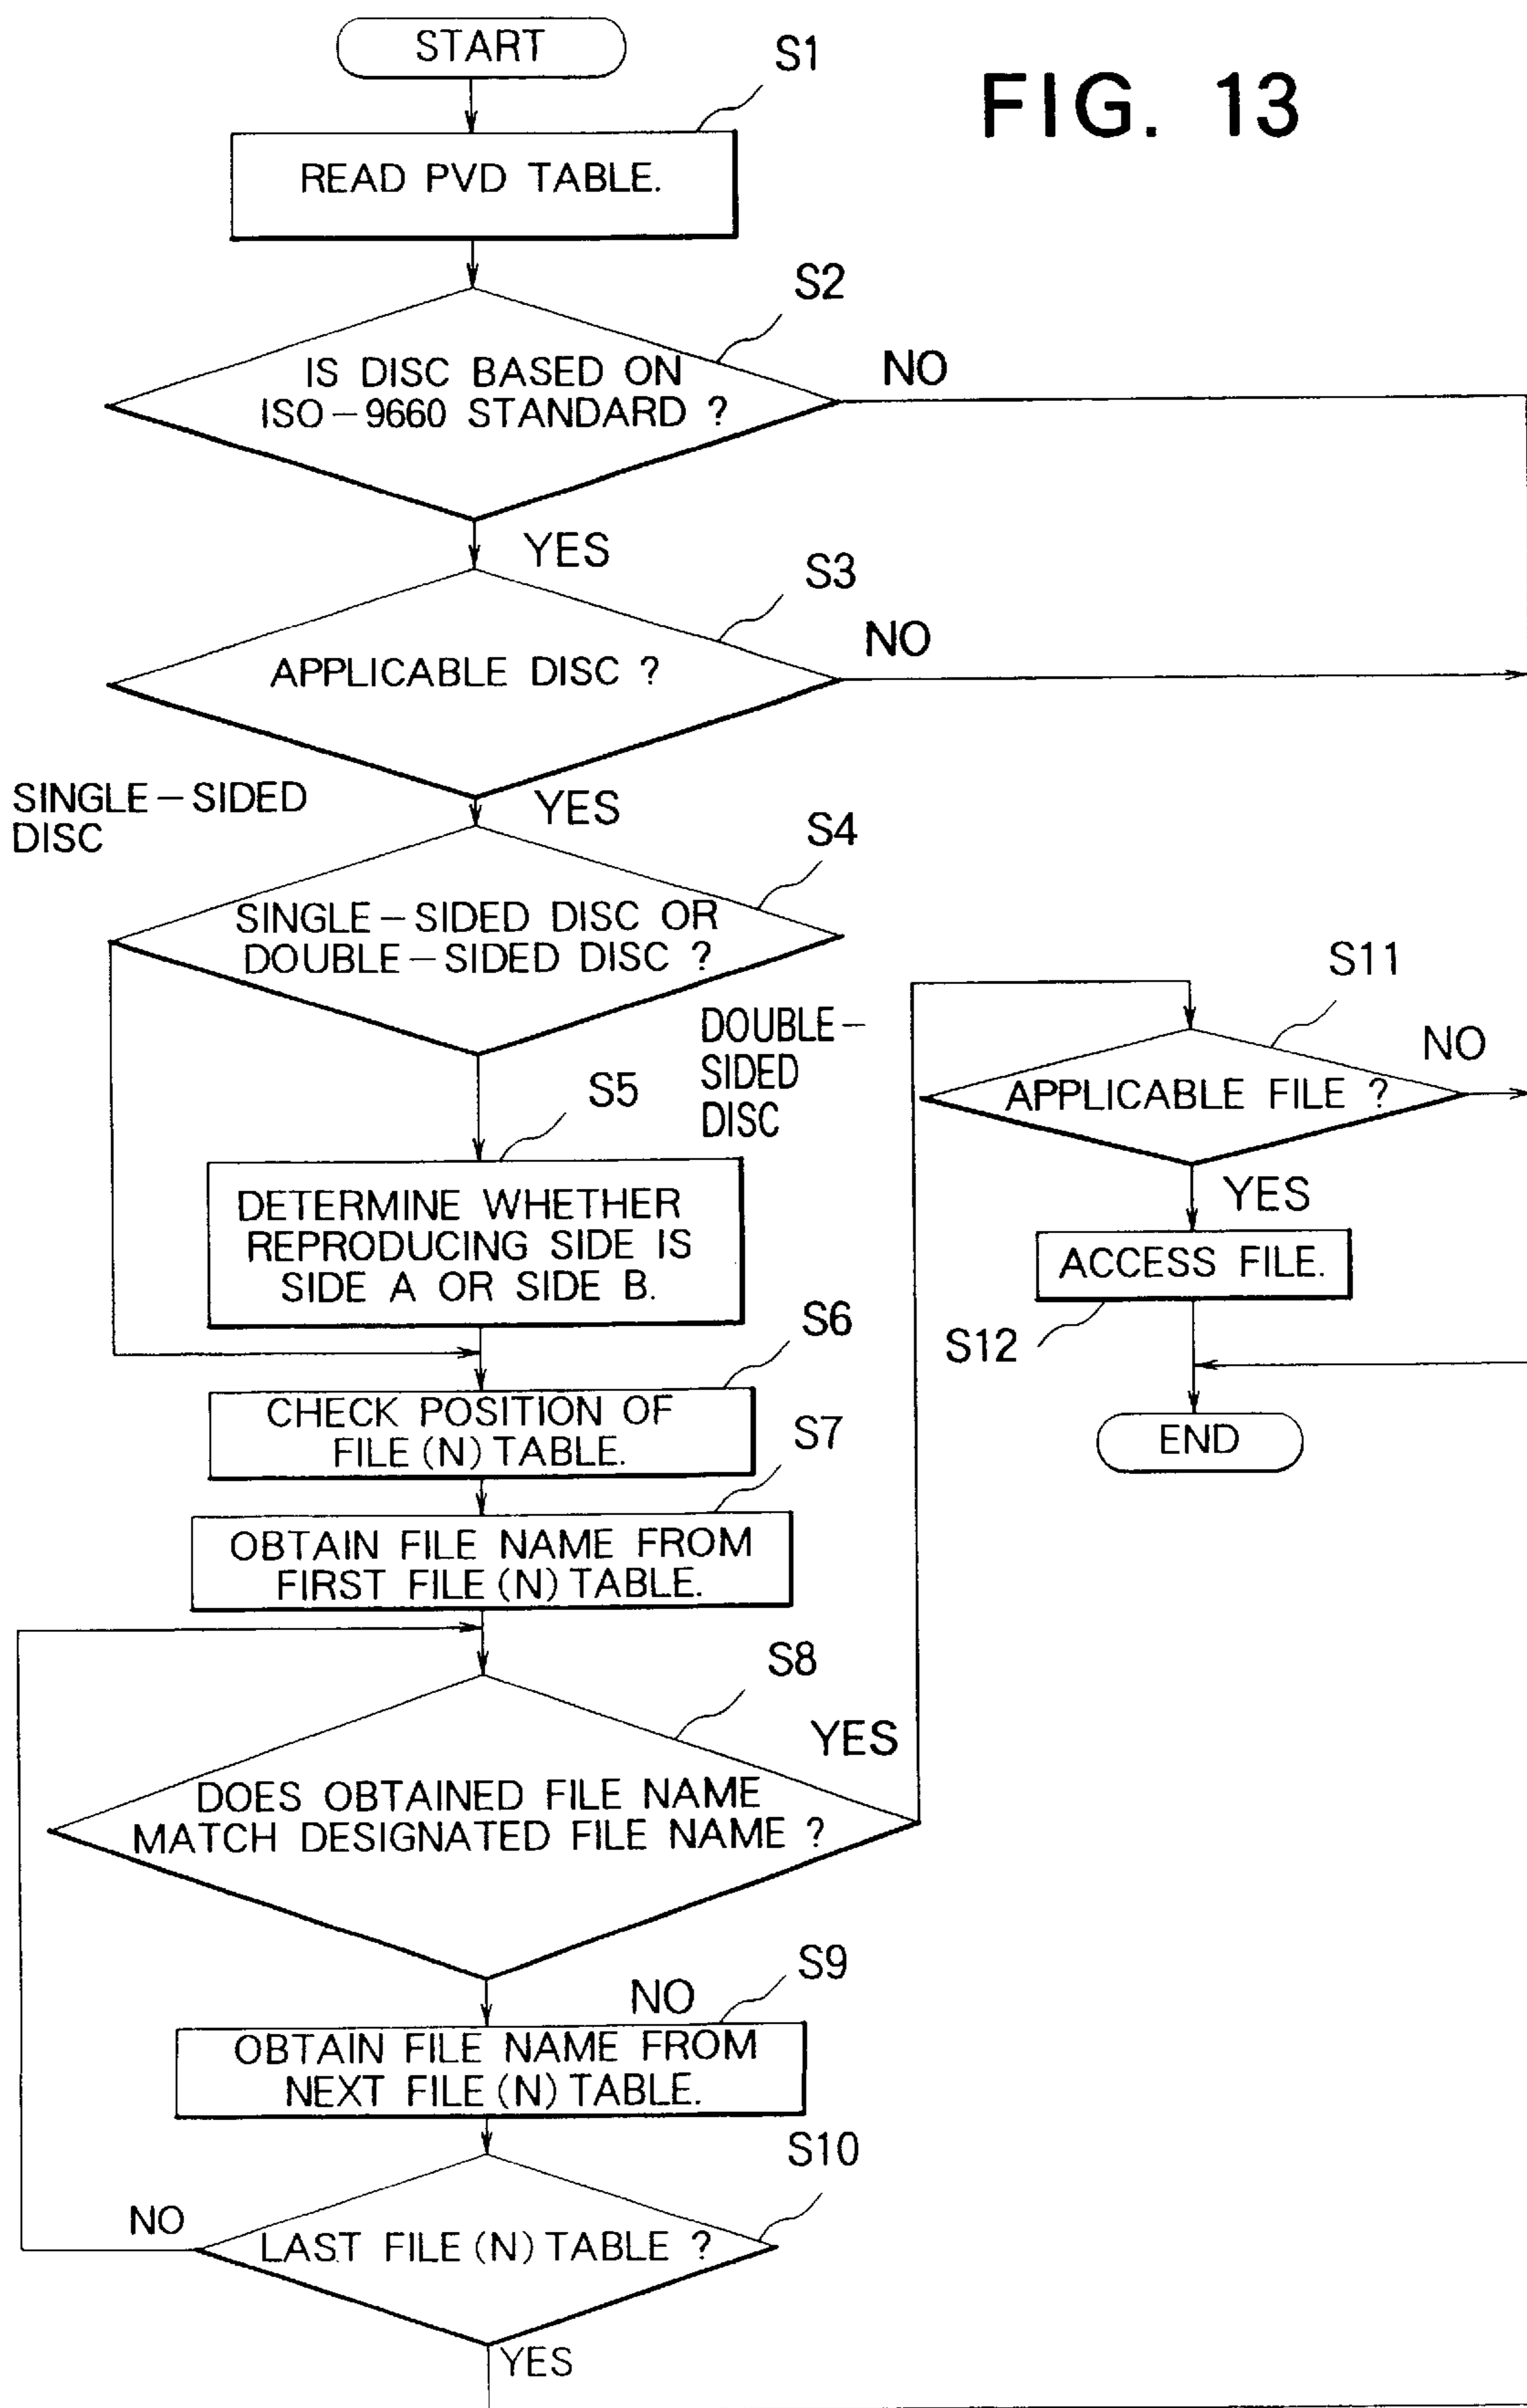 START
S1
FIG. 13
READ PVD TABLE.
S2
IS DISC BASED ON
ISO-9660 STANDARD ?
NO
YES
S3
APPLICABLE DISC ?
NO
SINGLE-SIDED
DISC
YES
S4
SINGLE-SIDED DISC OR
DOUBLE-SIDED DISC ?
DOUBLE-
SIDED
DISC
S5
DETERMINE WHETHER
REPRODUCING SIDE IS
SIDE A OR SIDE B.
S6
CHECK POSITION OF
FILE (N) TABLE.
S7
OBTAIN FILE NAME FROM
FIRST FILE (N) TABLE.
S8
YES
DOES OBTAINED FILE NAME
MATCH DESIGNATED FILE NAME ?
NO
S9
OBTAIN FILE NAME FROM
NEXT FILE (N) TABLE.
S10
NO
LAST FILE (N) TABLE ?
YES
S11
NO
APPLICABLE FILE ?
YES
ACCESS FILE.
S12
END